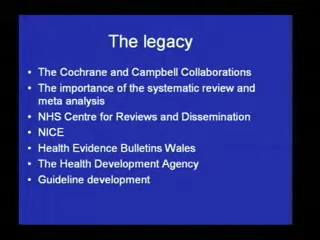 The legacy
• The Cochrane and Campbell Collaborations
• The importance of the systematic review and
meta analysis
• NHS Centre for Reviews and Dissemination
• NICE
• Health Evidence Bulletins Wales
• The Health Development Agency
• Guideline development